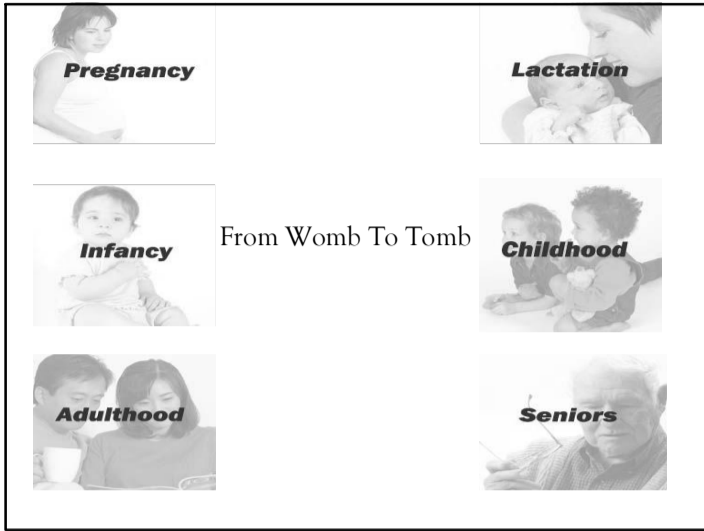 Pregnancy
Lactation
Infancy
From Womb To Tomb
Childhood
Adulthood
Seniors